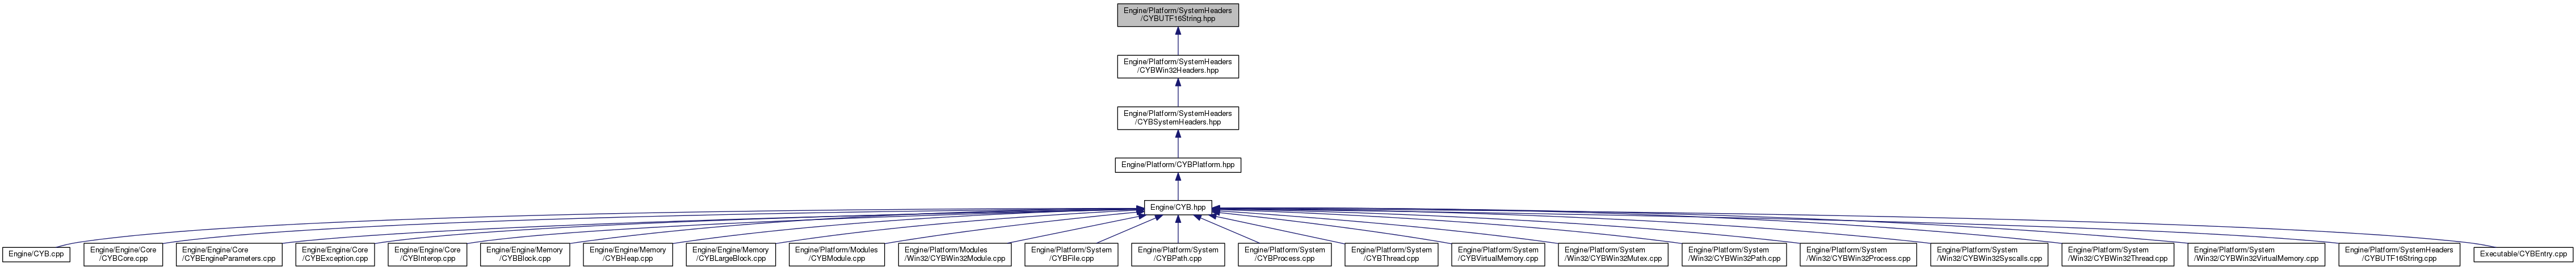 Engine/Platform/SystemHeaders
/CYBUTF16String.hpp
Engine/Platform/SystemHeaders
/CYBWin32Headers.hpp
Engine/Platform/SystemHeaders
/CYBSystemHeaders.hpp
Engine/Platform/CYBPlatform.hpp
Engine/CYB.hpp
Engine/CYB.cpp
Engine/Engine/Core
/CYBCore.cpp
Engine/Engine/Core
/CYBEngineParameters.cpp
Engine/Engine/Core
/CYBException.cpp
Engine/Engine/Core
/CYBInterop.cpp
Engine/Engine/Memory
/CYBBlock.cpp
Engine/Engine/Memory
/CYBHeap.cpp
Engine/Engine/Memory
/CYBLargeBlock.cpp
Engine/Platform/Modules
/CYBModule.cpp
Engine/Platform/Modules
/Win32/CYBWin32Module.cpp
Engine/Platform/System
/CYBFile.cpp
Engine/Platform/System
/CYBPath.cpp
Engine/Platform/System
/CYBProcess.cpp
Engine/Platform/System
/CYBThread.cpp
Engine/Platform/System
/CYBVirtualMemory.cpp
Engine/Platform/System
/Win32/CYBWin32Mutex.cpp
Engine/Platform/System
/Win32/CYBWin32Path.cpp
Engine/Platform/System
/Win32/CYBWin32Process.cpp
Engine/Platform/System
/Win32/CYBWin32Syscalls.cpp
Engine/Platform/System
/Win32/CYBWin32Thread.cpp
Engine/Platform/System
/Win32/CYBWin32VirtualMemory.cpp
Engine/Platform/SystemHeaders
/CYBUTF16String.cpp
Executable/CYBEntry.cpp